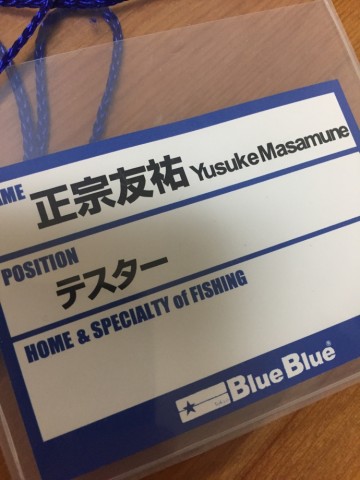 AME 正宗友祐 Yusuke Masamune
POSITION
テスター
HOME & SPECIALTY of FISHING
BlueBlue®